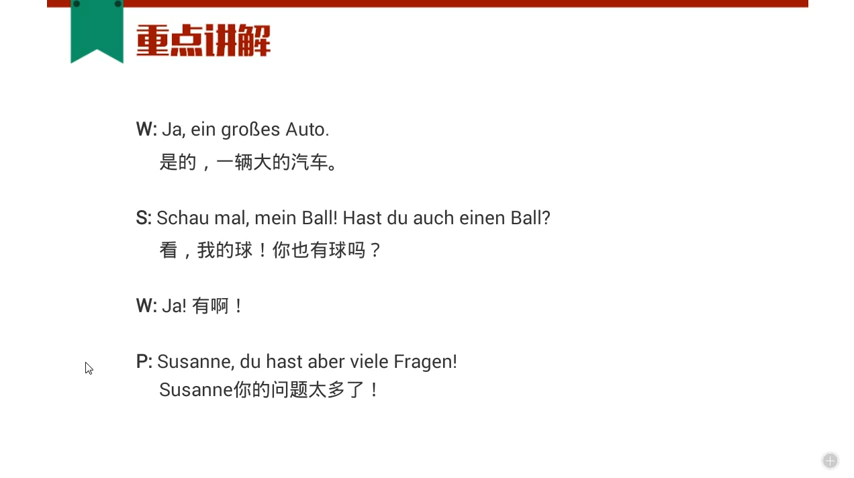 重点讲解
W: Ja, ein großes Auto.
是的，一辆大的汽车。
S: Schau mal, mein Ball! Hast du auch einen Ball?
看，我的球！你也有球吗？
W: Ja! 有啊！
P: Susanne, du hast aber viele Fragen!
Susanne你的问题太多了！